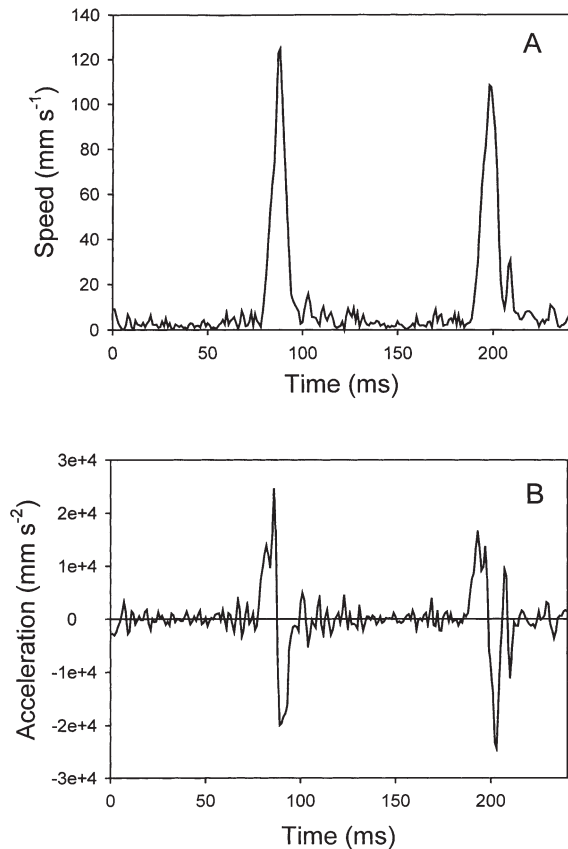 140
A
120
100
80
60
40
20
0
Speed (mm s-1)
0 50 100 150 200
Time (ms)
3e+4
B
2e+4
1e+4
0
-1e+4
-2e+4
-3e+4
Acceleration (mm s-2)
0 50 100 150 200
Time (ms)